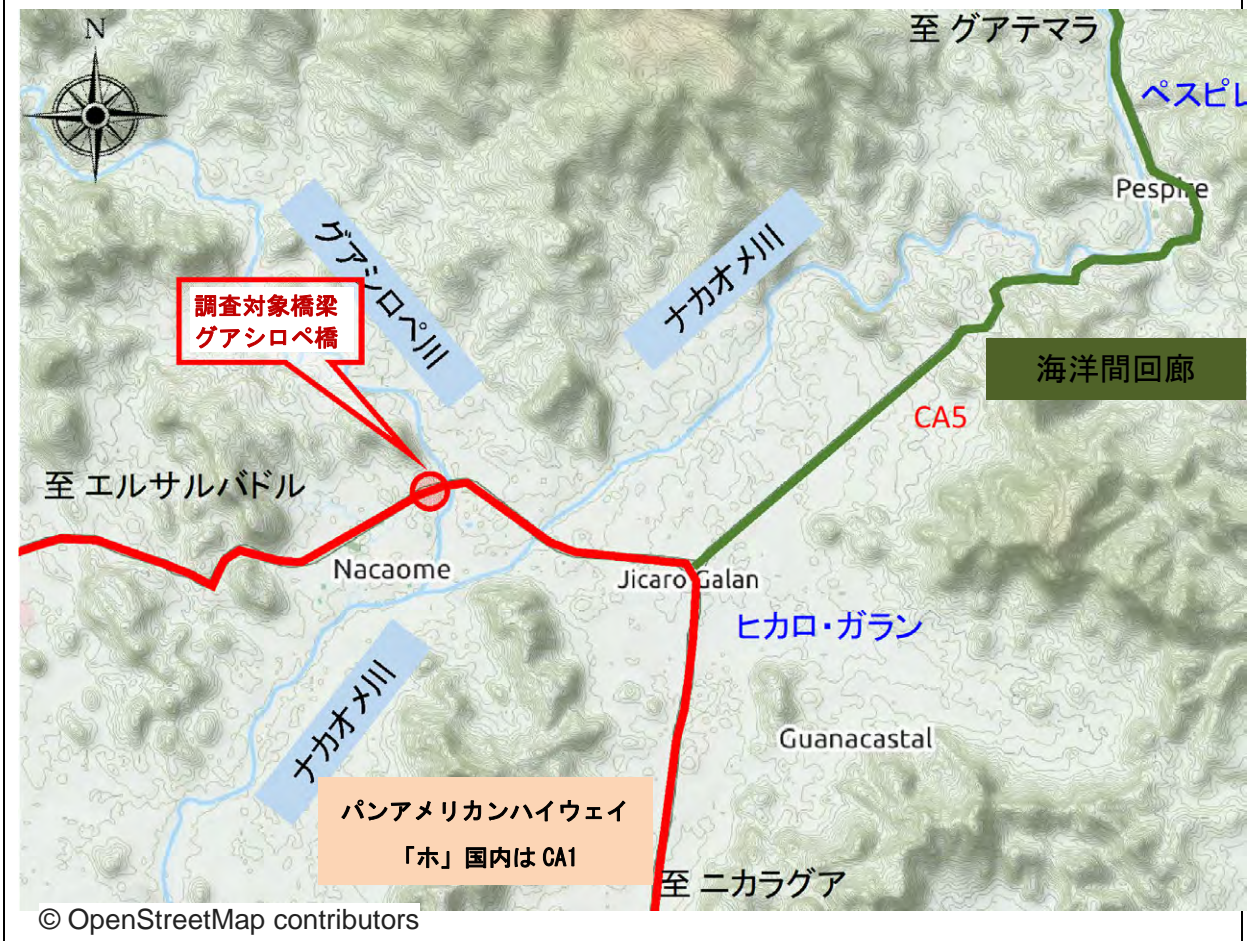 N
至 グアテマラ
ペスピレ
Pespire
グアシロペ川
ナカオメ川
調査対象橋梁
グアシロペ橋
海洋間回廊
CA5
至 エルサルバドル
Nacaome
Jicaro Galan
ヒカロ・ガラン
ナカオメ川
Guanacastal
パンアメリカンハイウェイ
「ホ」国内は CA1
至 ニカラグア
© OpenStreetMap contributors